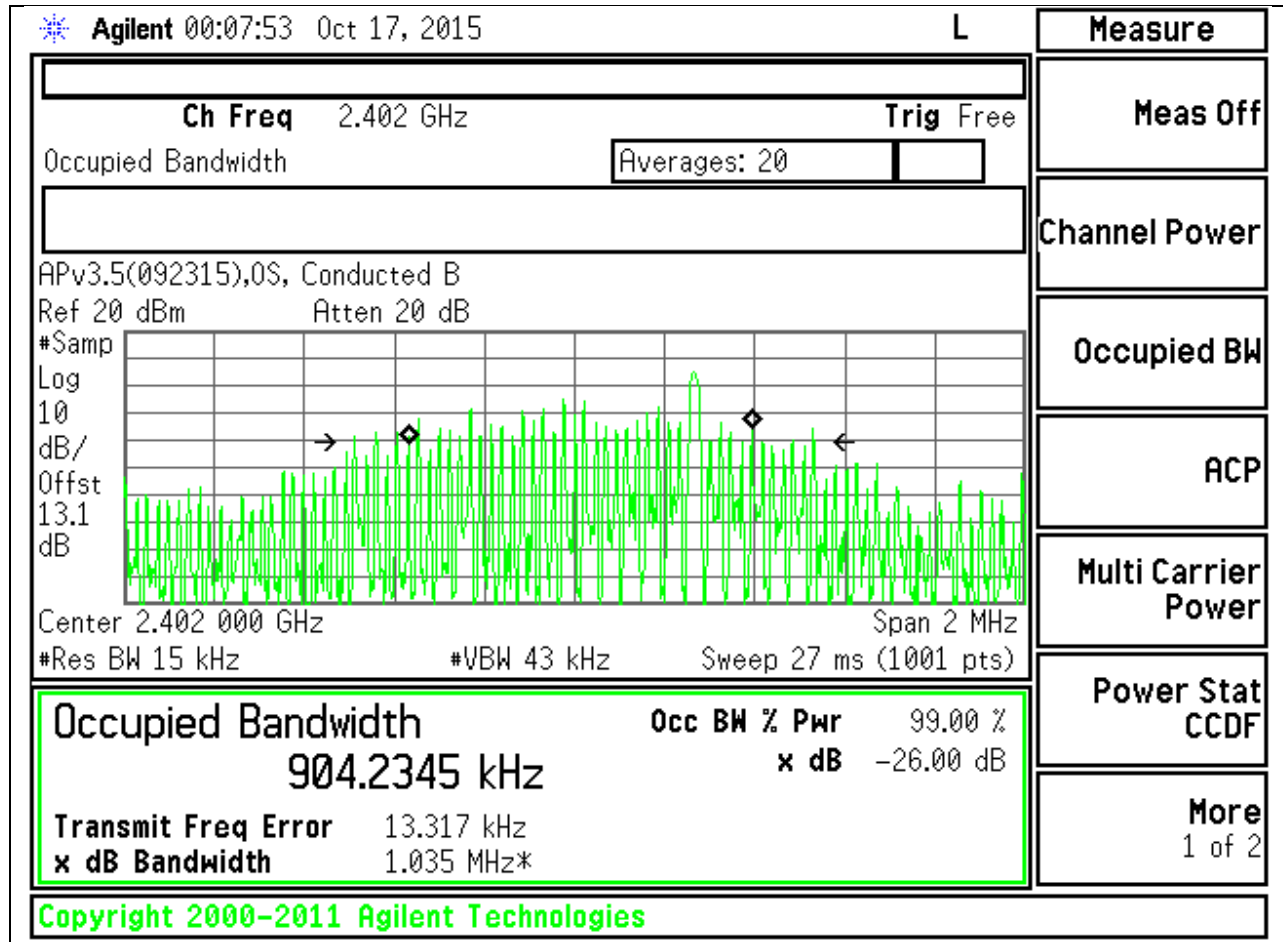 Agilent 00:07:53 Oct 17, 2015 L
Ch Freq 2.402 GHz Trig Free
Occupied Bandwidth Averages: 20
APv3.5(092315),OS, Conducted B
Ref 20 dBm Atten 20 dB
#Samp
Log
10
dB/
Offst
13.1
dB
Center 2.402 000 GHz Span 2 MHz
#Res BW 15 kHz #VBW 43 kHz Sweep 27 ms (1001 pts)
Occupied Bandwidth Occ BW % Pwr 99.00 %
904.2345 kHz x dB -26.00 dB
Transmit Freq Error 13.317 kHz
x dB Bandwidth 1.035 MHz*
Copyright 2000-2011 Agilent Technologies
Measure
Meas Off
Channel Power
Occupied BW
ACP
Multi Carrier
Power
Power Stat
CCDF
More
1 of 2